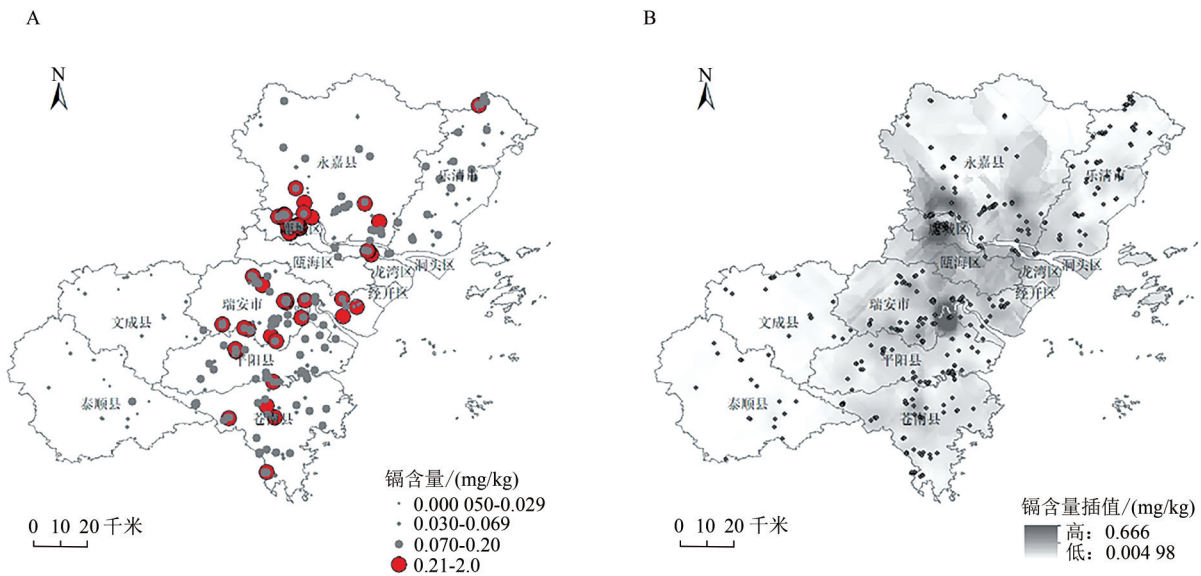 A
N
永嘉县
乐清市
鹿城区
瓯海区
龙湾区
洞头区
经开区
瑞安市
文成县
平阳县
泰顺县
苍南县
镉含量/(mg/kg)
0.000 050-0.029
0.030-0.069
0.070-0.20
0.21-2.0
0 10 20 千米
B
N
永嘉县
乐清市
鹿城区
瓯海区
龙湾区
洞头区
经开区
瑞安市
文成县
平阳县
泰顺县
苍南县
镉含量插值/(mg/kg)
高：0.666
低：0.004 98
0 10 20 千米